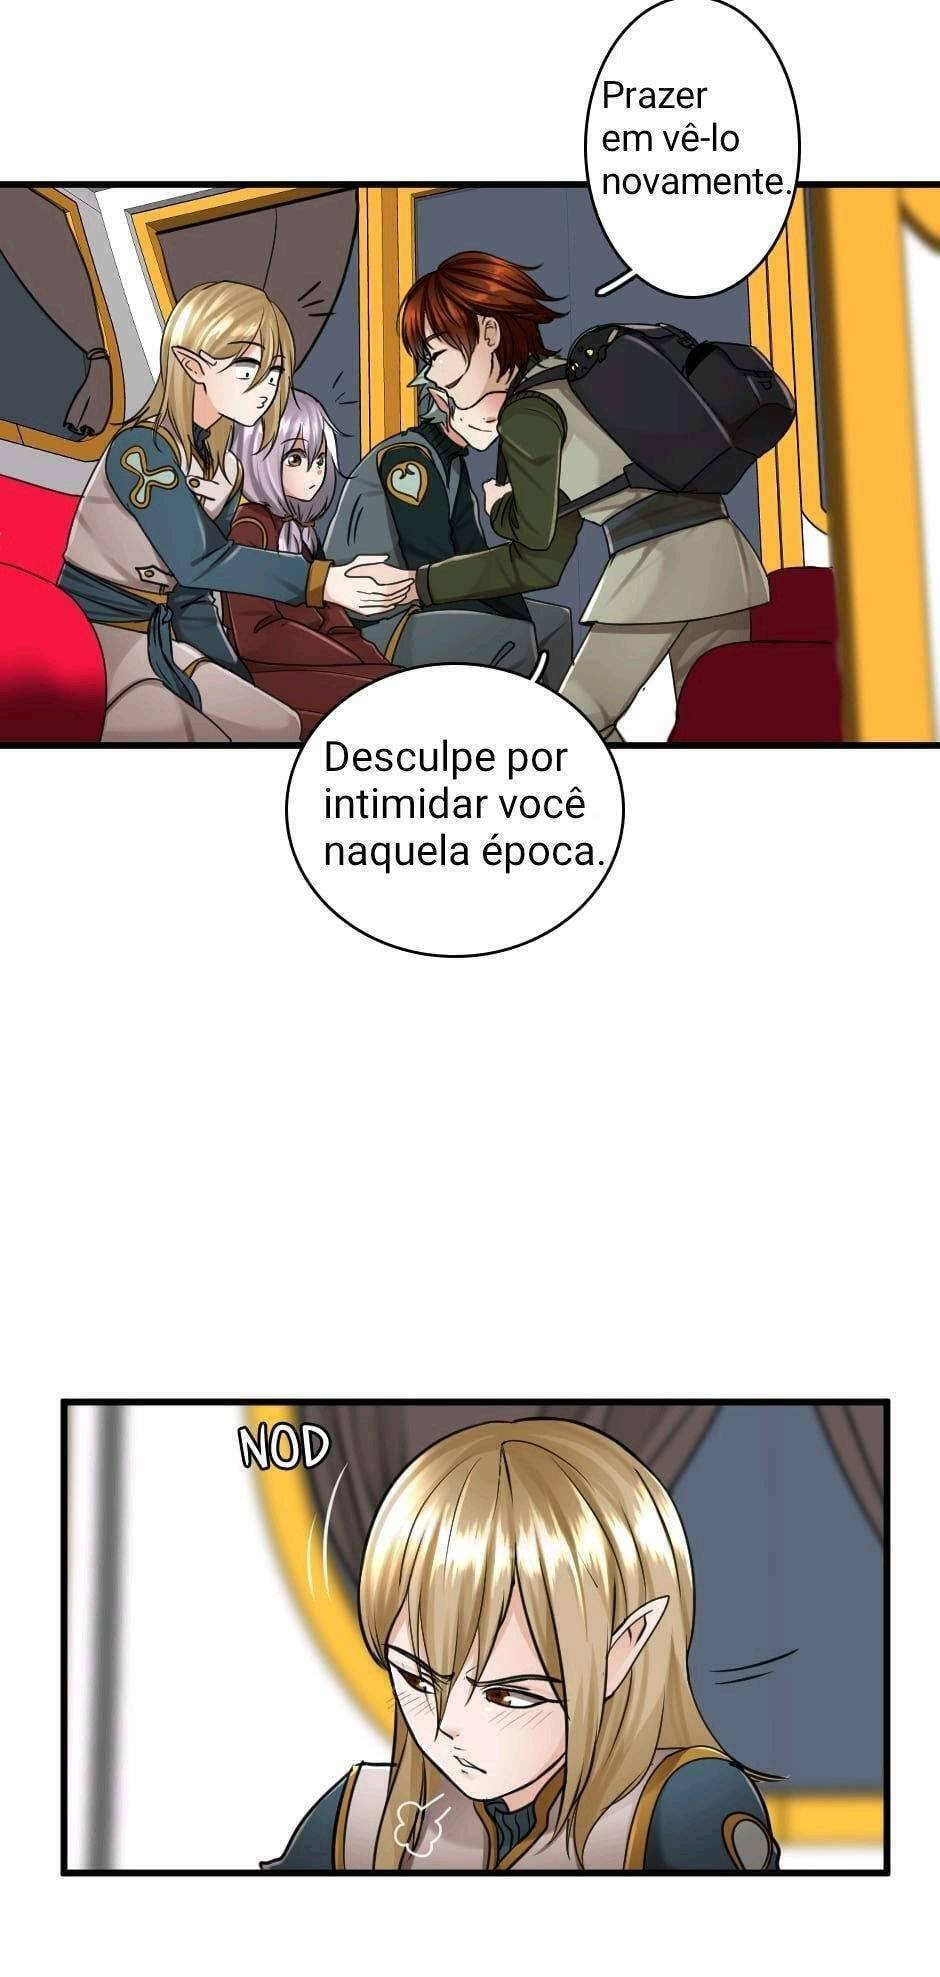 Prazer
em vê-lo
novamente.
Desculpe por
intimidar você
naquela época.
NOD